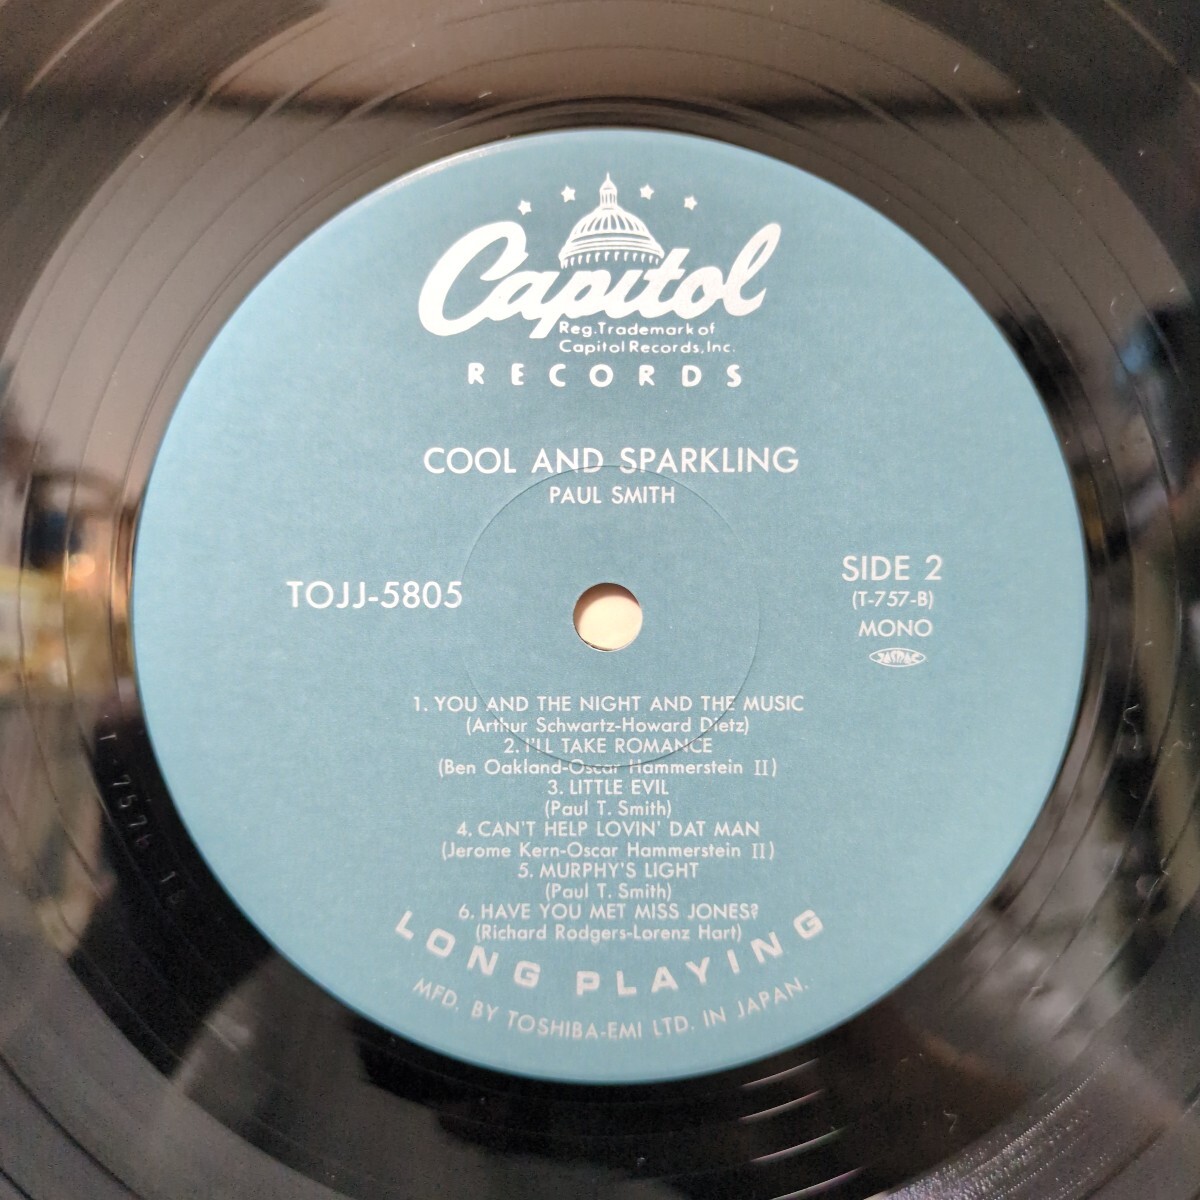 Capitol
Reg.Trademark of
Capitol Records, Inc.
RECORDS
COOL AND SPARKLING
PAUL SMITH
TOJJ-5805
SIDE 2
(T-757-B)
MONO
JASRAC
1. YOU AND THE NIGHT AND THE MUSIC
(Arthur Schwartz-Howard Dietz)
2. I'LL TAKE ROMANCE
(Ben Oakland-Oscar Hammerstein II)
3. LITTLE EVIL
(Paul T. Smith)
4. CAN'T HELP LOVIN' DAT MAN
(Jerome Kern-Oscar Hammerstein II)
5. MURPHY'S LIGHT
(Paul T. Smith)
6. HAVE YOU MET MISS JONES?
(Richard Rodgers-Lorenz Hart)
LONG PLAYING
MFD. BY TOSHIBA-EMI LTD. IN JAPAN.